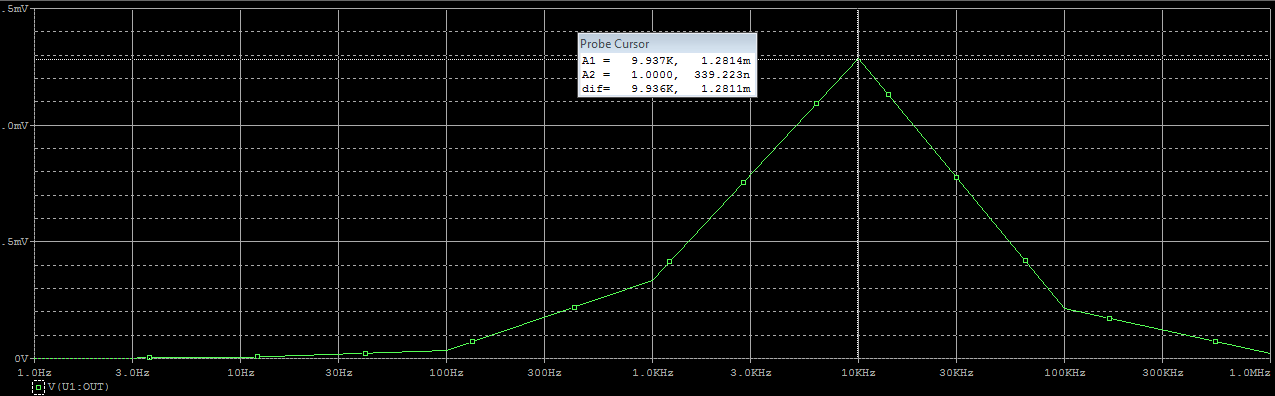 .5mV
Probe Cursor
A1 = 9.937K, 1.2814m
A2 = 1.0000, 339.223n
dif= 9.936K, 1.2811m
.0mV
.5mV
0V
1.0Hz 3.0Hz 10Hz 30Hz 100Hz 300Hz 1.0KHz 3.0KHz 10KHz 30KHz 100KHz 300KHz 1.0MHz
V(U1:OUT)